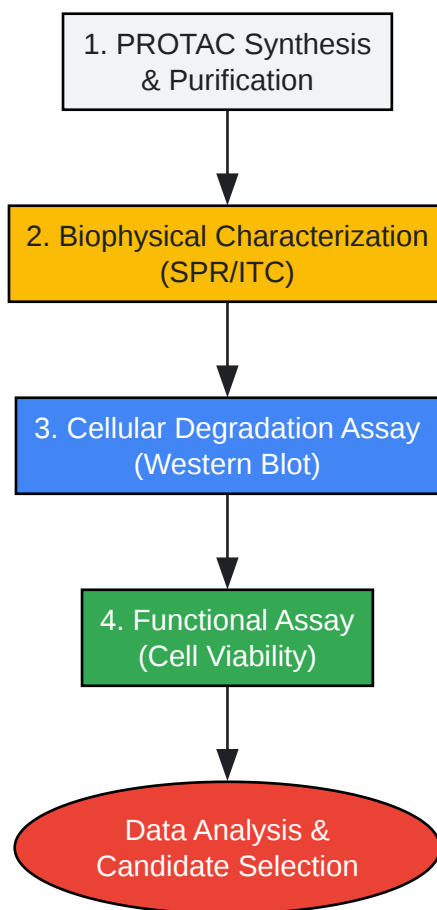 1. PROTAC Synthesis
& Purification
2. Biophysical Characterization
(SPR/ITC)
3. Cellular Degradation Assay
(Western Blot)
4. Functional Assay
(Cell Viability)
Data Analysis &
Candidate Selection